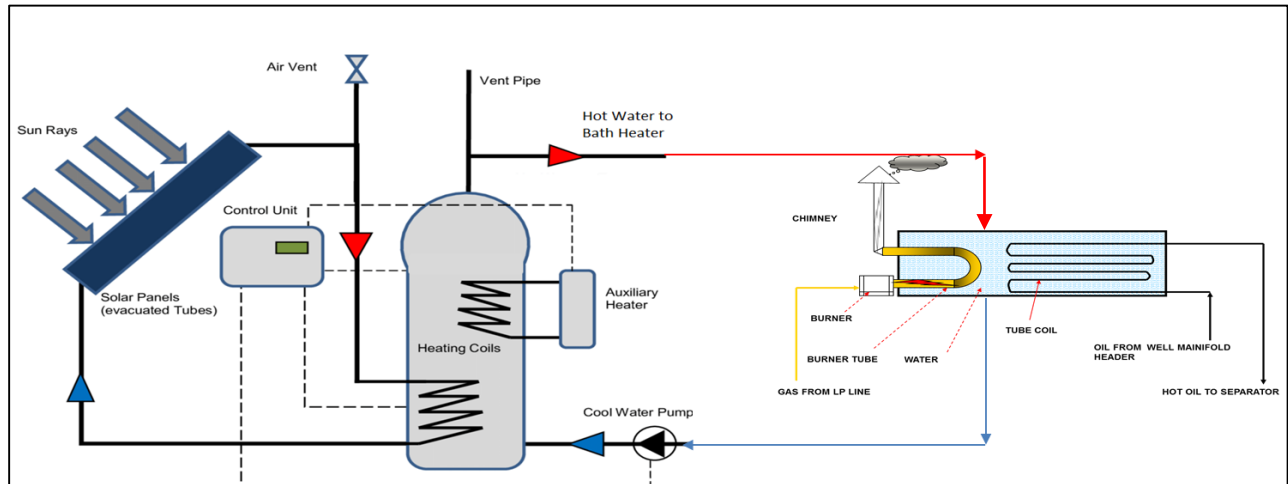 Air Vent
Vent Pipe
Hot Water to
Bath Heater
Sun Rays
Control Unit
CHIMNEY
Solar Panels
(evacuated Tubes)
Auxiliary
Heater
BURNER
TUBE COIL
Heating Coils
BURNER TUBE
WATER
OIL FROM WELL MAINIFOLD
HEADER
GAS FROM LP LINE
HOT OIL TO SEPARATOR
Cool Water Pump